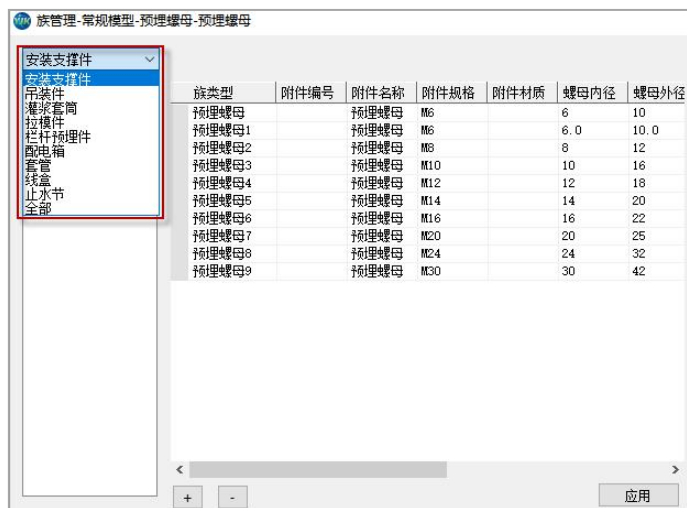 YJK 族管理-常规模型-预埋螺母-预埋螺母
安装支撑件
安装支撑件
吊装件
灌浆套筒
拉模件
栏杆预埋件
配电箱
套管
线盒
止水节
全部
族类型 附件编号 附件名称 附件规格 附件材质 螺母内径 螺母外径
预埋螺母 预埋螺母 M6 6 10
预埋螺母1 预埋螺母 M6 6.0 10.0
预埋螺母2 预埋螺母 M8 8 12
预埋螺母3 预埋螺母 M10 10 16
预埋螺母4 预埋螺母 M12 12 18
预埋螺母5 预埋螺母 M14 14 20
预埋螺母6 预埋螺母 M16 16 22
预埋螺母7 预埋螺母 M20 20 25
预埋螺母8 预埋螺母 M24 24 32
预埋螺母9 预埋螺母 M30 30 42
+ - 应用